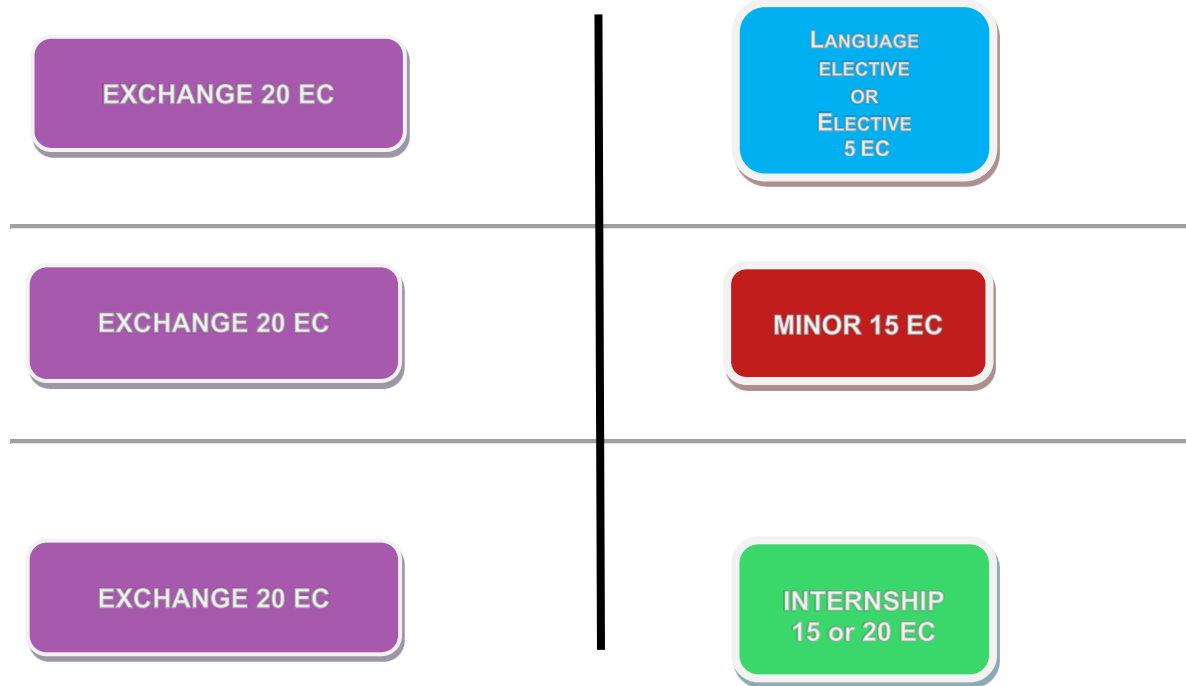 EXCHANGE 20 EC
LANGUAGE
ELECTIVE
OR
ELECTIVE
5 EC
EXCHANGE 20 EC
MINOR 15 EC
EXCHANGE 20 EC
INTERNSHIP
15 or 20 EC